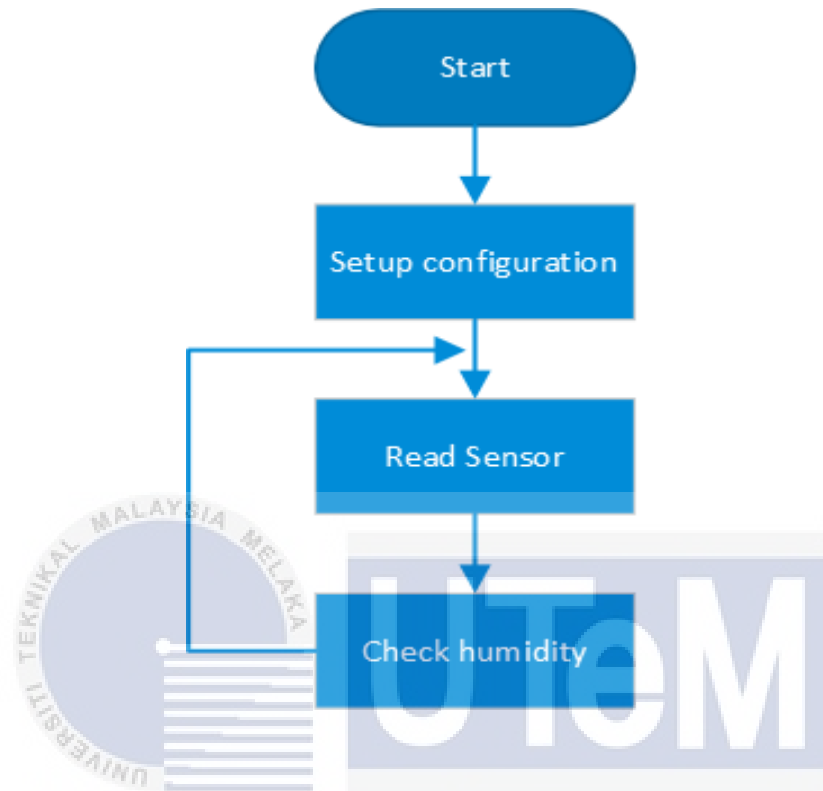 Start
Setup configuration
Read Sensor
Check humidity
UNIVERSITI TEKNIKAL MALAYSIA MELAKA
UTeM